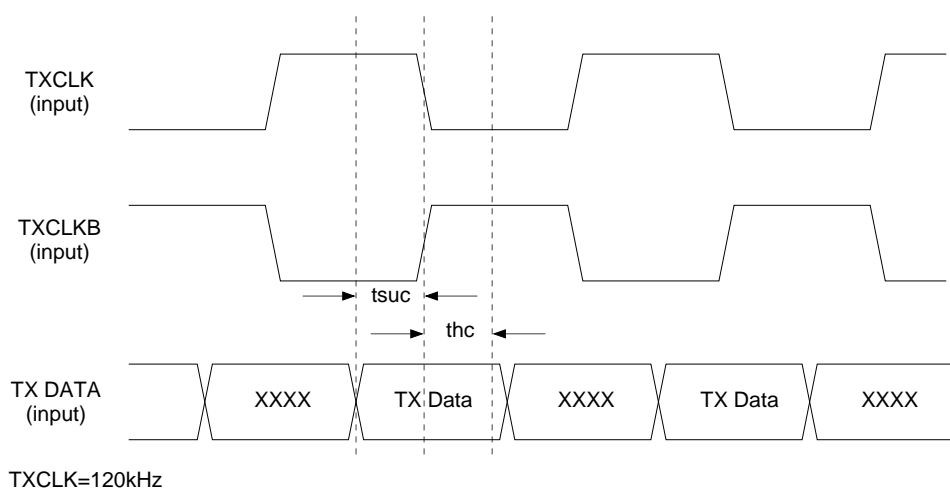 TXCLK
(input)
TXCLKB
(input)
tsuc
thc
TX DATA
(input)
XXXX
TX Data
XXXX
TX Data
XXXX
TXCLK=120kHz